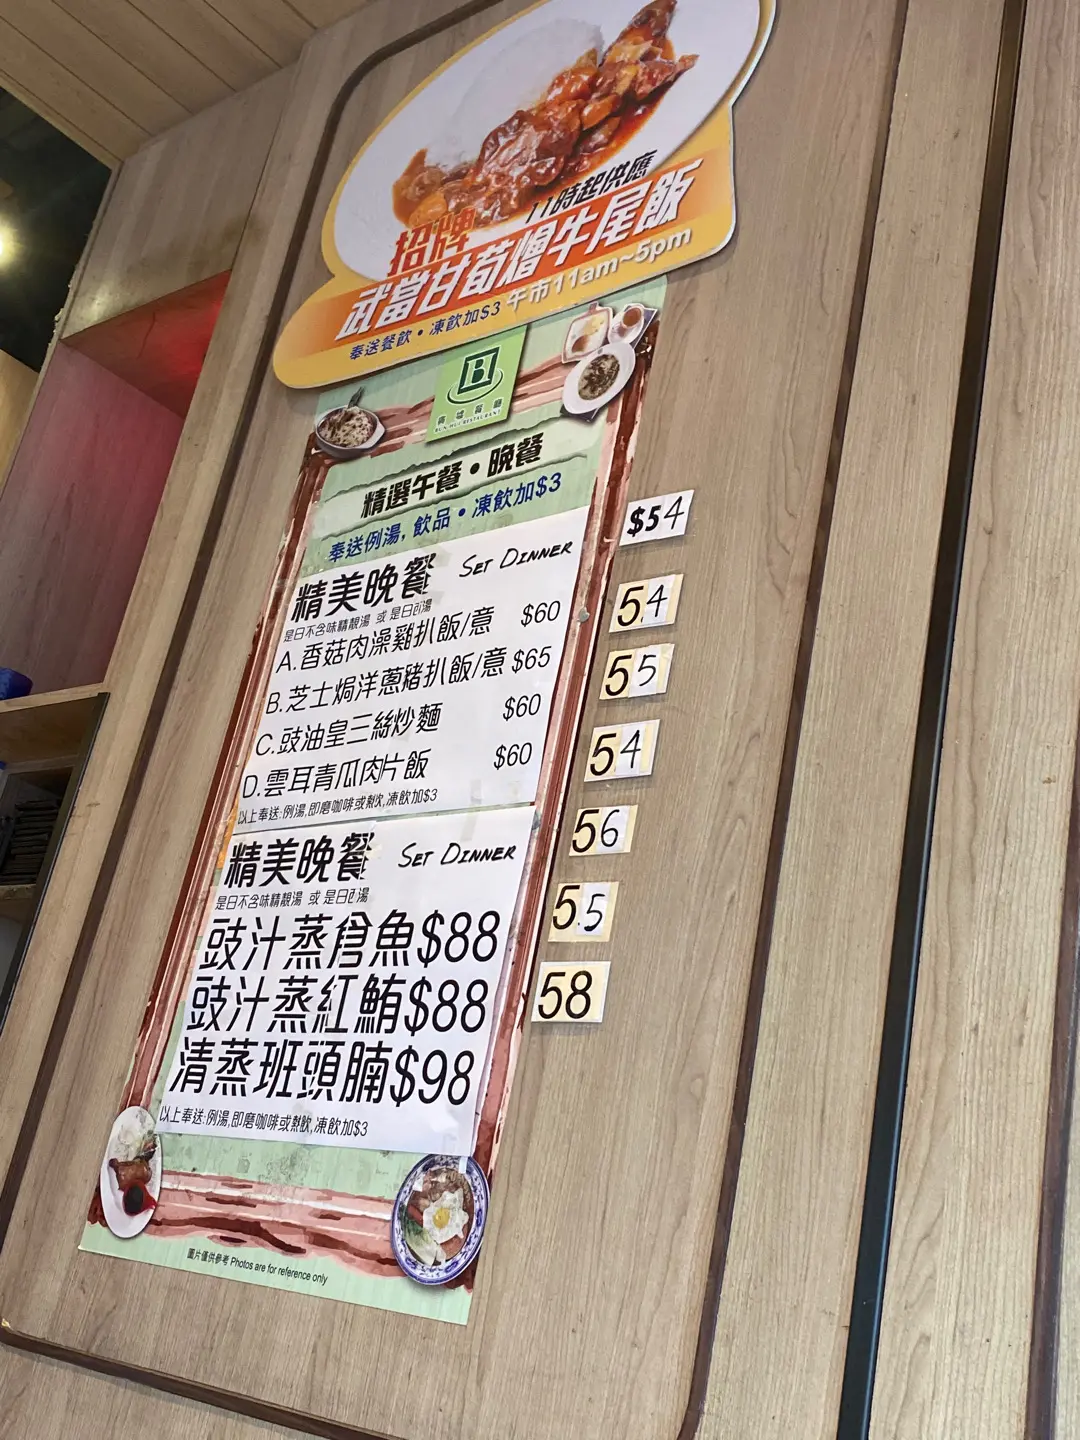 11時起供應
招牌
武當甘荀燴牛尾飯
奉送餐飲•凍飲加$3 午市11am~5pm
B
餐廳
RESTAURANT
精選午餐•晚餐
奉送例湯, 飲品•凍飲加$3
精美晚餐 SET DINNER
是日不含味精靚湯 或 是日西湯
A.香菇肉澡雞扒飯/意 $60
B.芝士焗洋蔥豬扒飯/意 $65
C.豉油皇三絲炒麵 $60
D.雲耳青瓜肉片飯 $60
以上奉送:例湯,即磨咖啡或熱飲,凍飲加$3
精美晚餐 SET DINNER
是日不含味精靚湯 或 是日西湯
豉汁蒸倉魚$88
豉汁蒸紅鮪$88
清蒸班頭腩$98
以上奉送:例湯,即磨咖啡或熱飲,凍飲加$3
圖片僅供參考 Photos are for reference only
$54
54
55
54
56
55
58